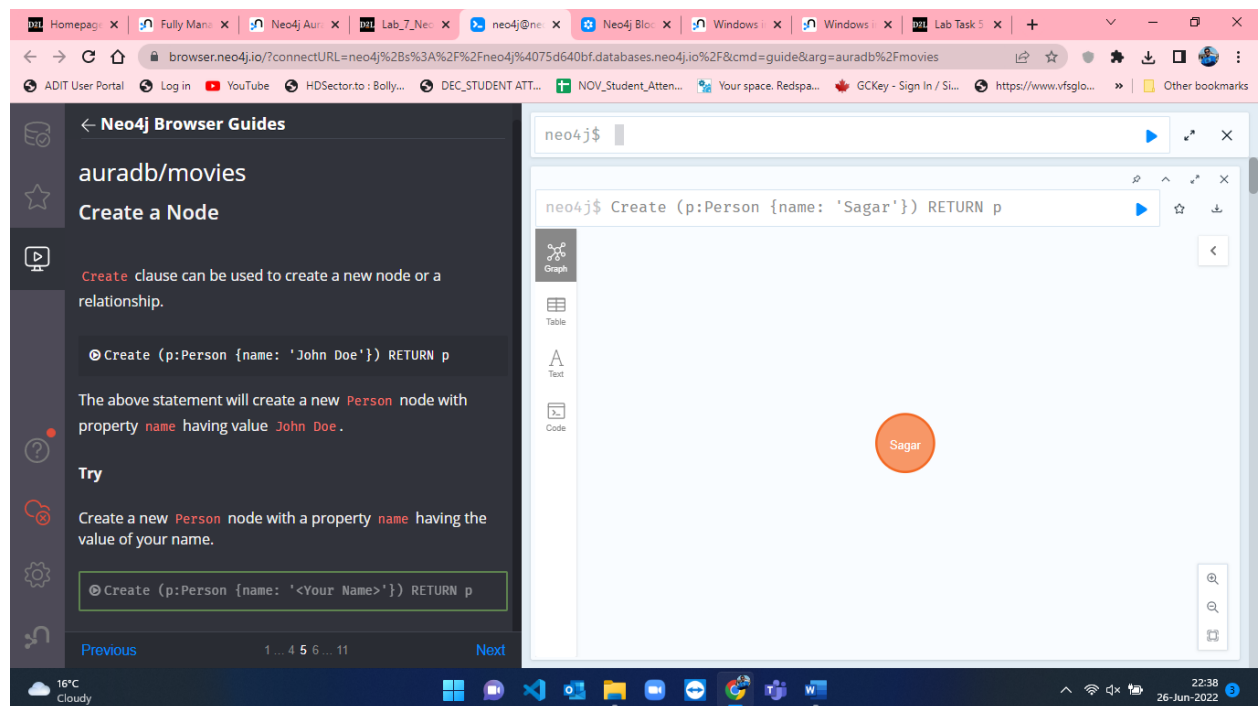 Homepage
Fully Mana
Neo4j Aur
Lab_7_Neo
neo4j@neo
Neo4j Bloo
Windows i
Windows i
Lab Task 5
browser.neo4j.io/?connectURL=neo4j%2Bs%3A%2F%2Fneo4j%4075d640bf.databases.neo4j.io%2F&cmd=guide&arg=auradb%2Fmovies
ADIT User Portal
Log in
YouTube
HDSector.to : Bolly...
DEC_STUDENT ATT...
NOV_Student_Atten...
Your space. Redspa...
GCKey - Sign In / Si...
https://www.vfsglo...
»
Other bookmarks
← Neo4j Browser Guides
auradb/movies
Create a Node
Create clause can be used to create a new node or a
relationship.
Create (p:Person {name: 'John Doe'}) RETURN p
The above statement will create a new Person node with
property name having value John Doe.
Try
Create a new Person node with a property name having the
value of your name.
Create (p:Person {name: '<Your Name>'}) RETURN p
Previous
1 ... 4 5 6 ... 11
Next
neo4j$
neo4j$ Create (p:Person {name: 'Sagar'}) RETURN p
Graph
Table
Text
Code
Sagar
16°C
Cloudy
22:38
26-Jun-2022
3